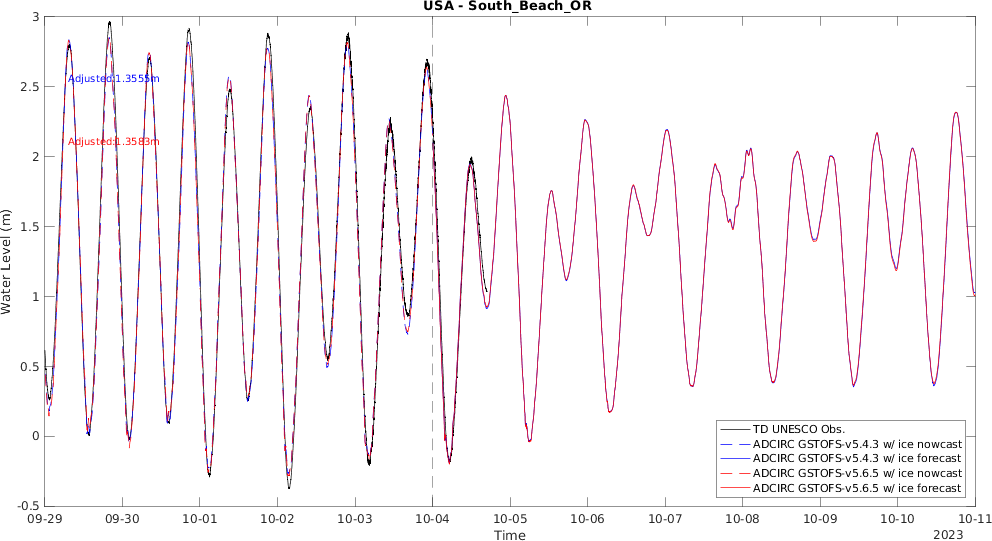 USA - South_Beach_OR
3
2.5
2
1.5
1
0.5
0
-0.5
Water Level (m)
Adjusted:1.3555m
Adjusted:1.3583m
TD UNESCO Obs.
ADCIRC GSTOFS-v5.4.3 w/ ice nowcast
ADCIRC GSTOFS-v5.4.3 w/ ice forecast
ADCIRC GSTOFS-v5.6.5 w/ ice nowcast
ADCIRC GSTOFS-v5.6.5 w/ ice forecast
09-29 09-30 10-01 10-02 10-03 10-04 10-05 10-06 10-07 10-08 10-09 10-10 10-11
Time
2023